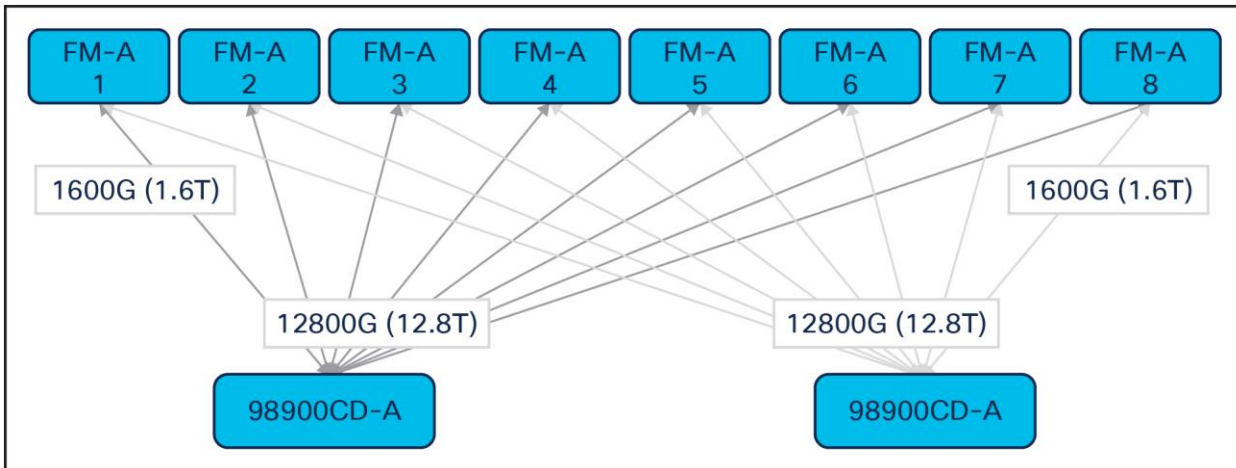 FM-A
1
FM-A
2
FM-A
3
FM-A
4
FM-A
5
FM-A
6
FM-A
7
FM-A
8
1600G (1.6T)
1600G (1.6T)
12800G (12.8T)
12800G (12.8T)
98900CD-A
98900CD-A